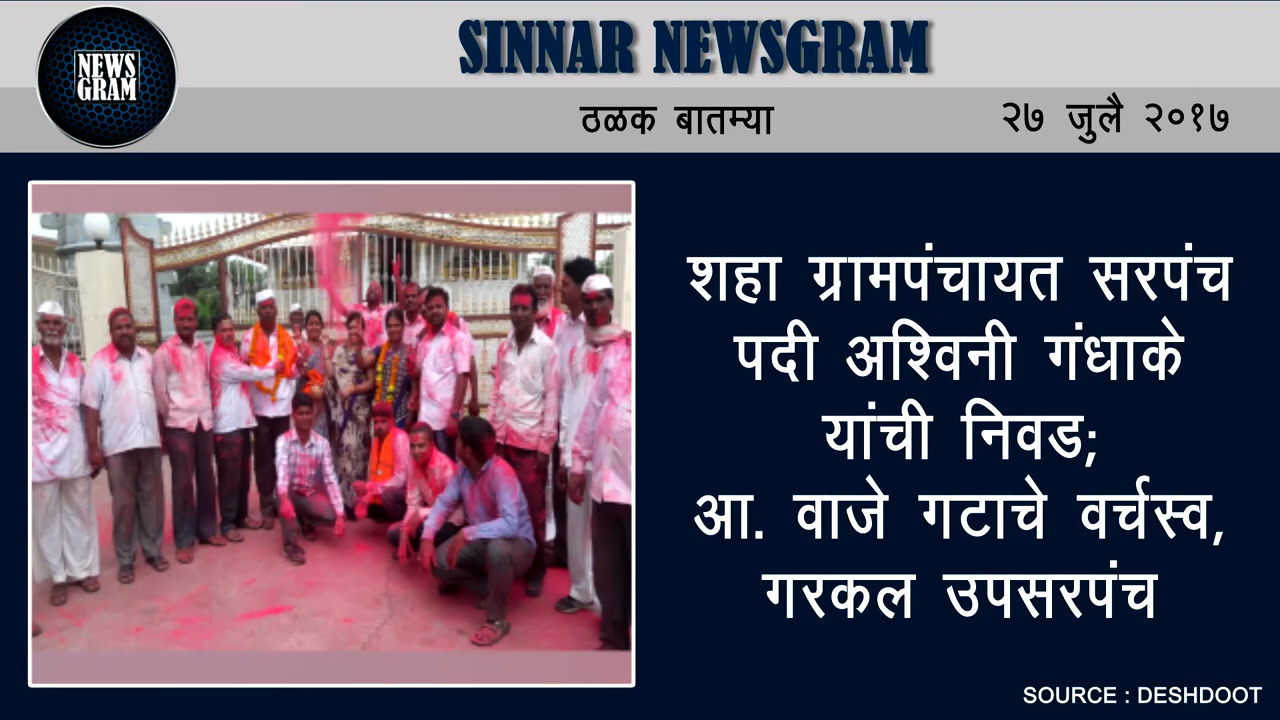 NEWS
GRAM
SINNAR NEWSGRAM
ठळक बातम्या
२७ जुलै २०१७
शहा ग्रामपंचायत सरपंच
पदी अश्विनी गंधाके
यांची निवड;
आ. वाजे गटाचे वर्चस्व,
गरकल उपसरपंच
SOURCE : DESHDOOT